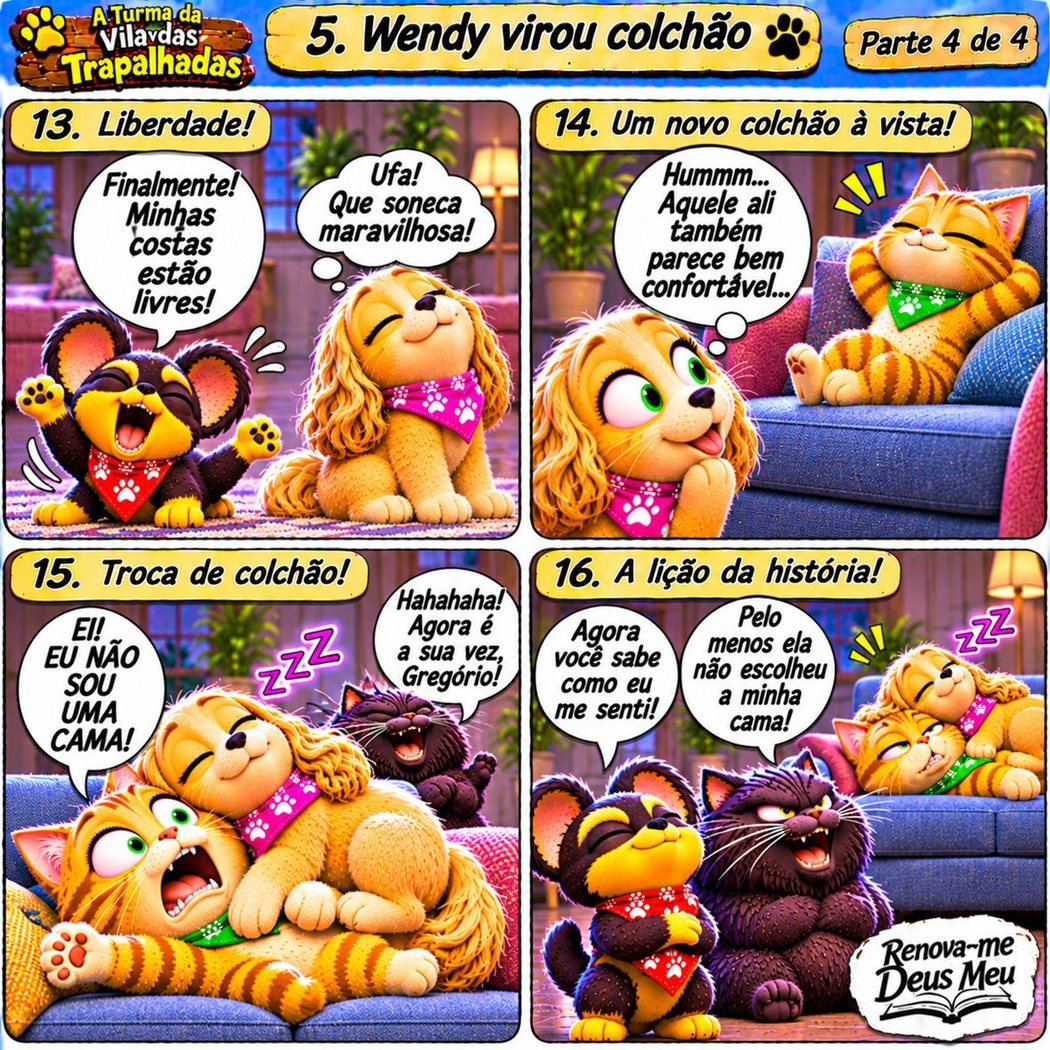 A Turma da
Vila das
Trapalhadas
5. Wendy virou colchão
Parte 4 de 4
13. Liberdade!
Finalmente!
Minhas
costas
estão
livres!
Ufa!
Que soneca
maravilhosa!
14. Um novo colchão à vista!
Hummm...
Aquele ali
também
parece bem
confortável...
15. Troca de colchão!
EI!
EU NÃO
SOU
UMA
CAMA!
zzz
Hahahaha!
Agora é
a sua vez,
Gregório!
16. A lição da história!
Agora
você sabe
como eu
me senti!
Pelo
menos ela
não escolheu
a minha
cama!
zzz
Renova-me
Deus Meu